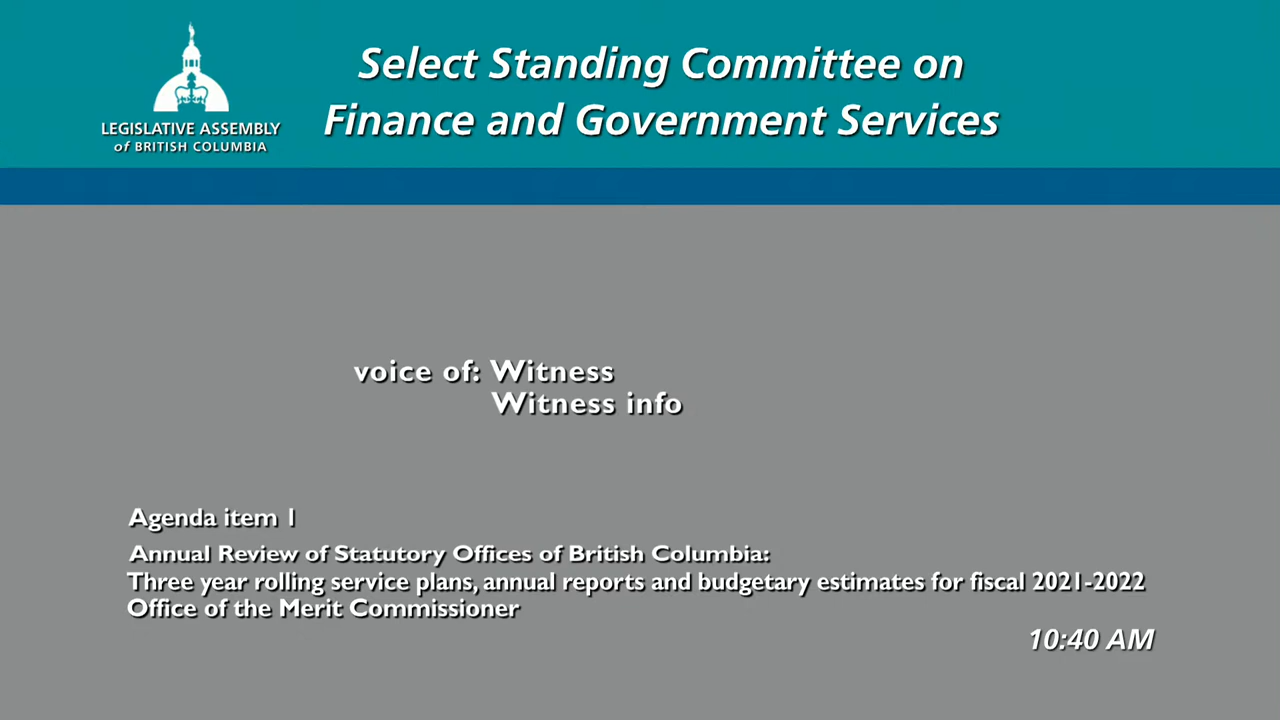 LEGISLATIVE ASSEMBLY
of BRITISH COLUMBIA
Select Standing Committee on
Finance and Government Services
voice of: Witness
Witness info
Agenda item 1
Annual Review of Statutory Offices of British Columbia:
Three year rolling service plans, annual reports and budgetary estimates for fiscal 2021-2022
Office of the Merit Commissioner
10:40 AM